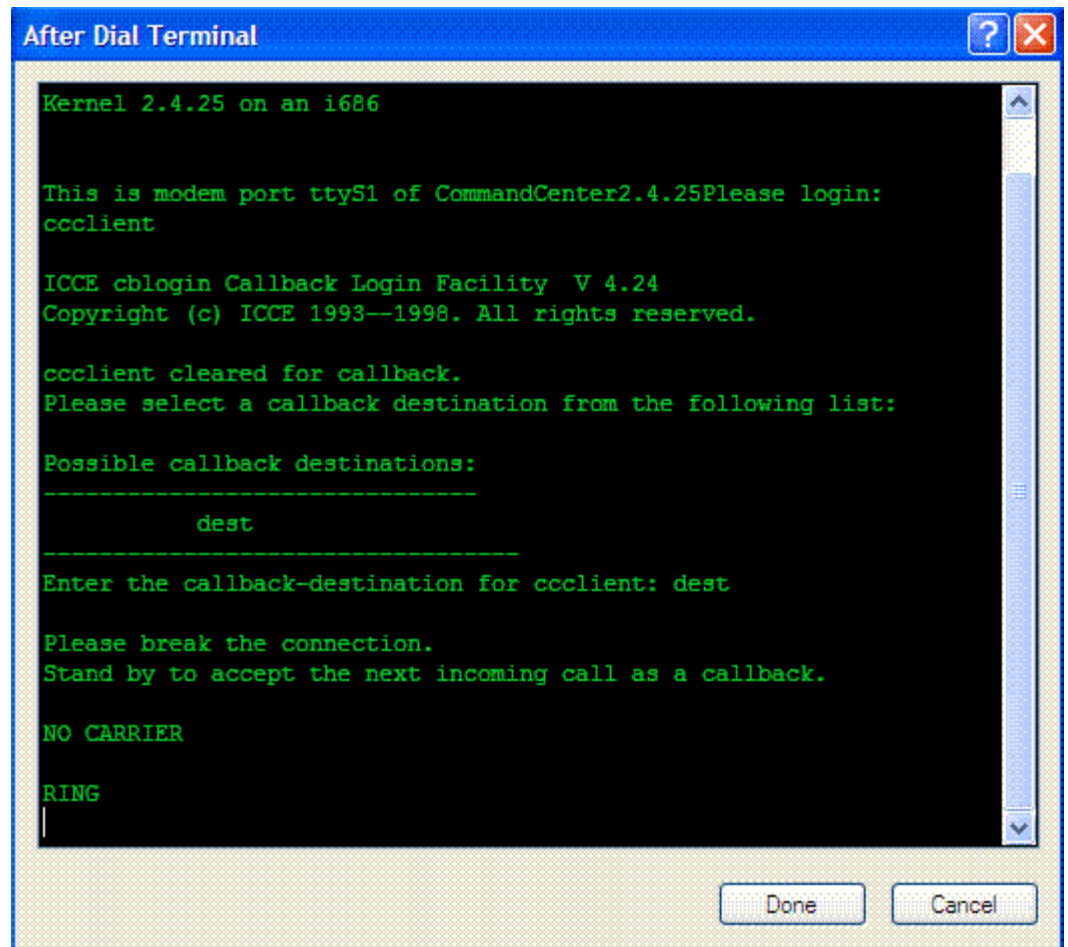 After Dial Terminal
Kernel 2.4.25 on an i686
This is modem port ttyS1 of CommandCenter2.4.25Please login:
ccclient
ICCE cblogin Callback Login Facility  V 4.24
Copyright (c) ICCE 1993--1998. All rights reserved.
ccclient cleared for callback.
Please select a callback destination from the following list:
Possible callback destinations:
-------------------------------
dest
----------------------------------
Enter the callback-destination for ccclient: dest
Please break the connection.
Stand by to accept the next incoming call as a callback.
NO CARRIER
RING
Done Cancel